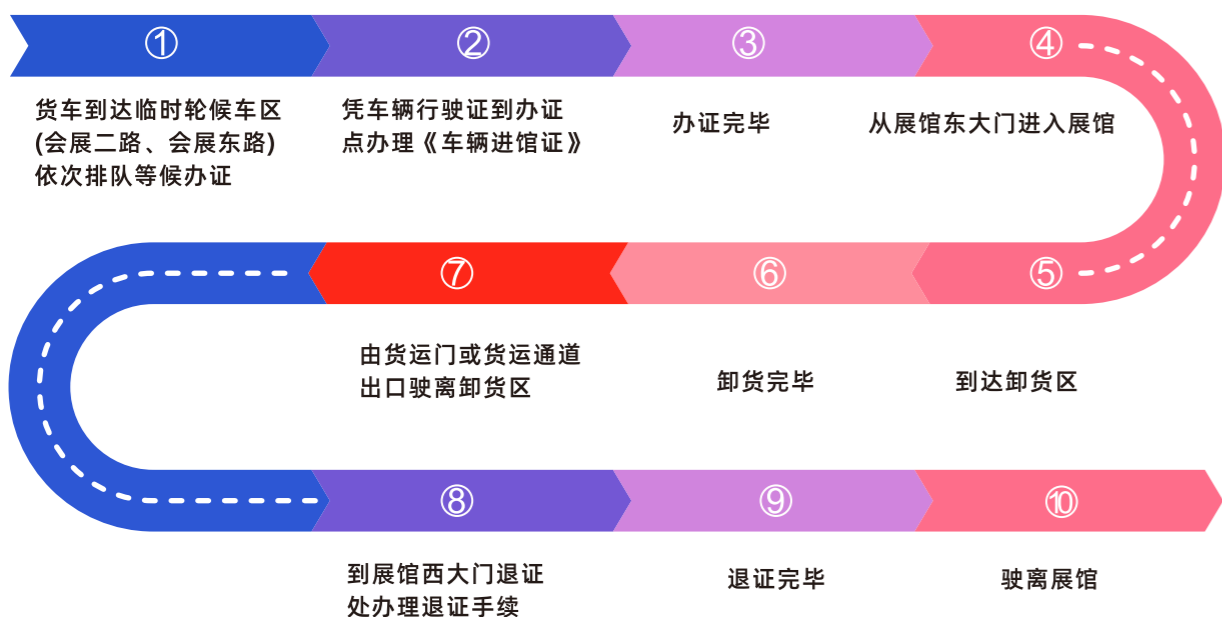 ①
②
③
④
货车到达临时轮候车区
(会展二路、会展东路)
依次排队等候办证
凭车辆行驶证到办证
点办理《车辆进馆证》
办证完毕
从展馆东大门进入展馆
⑦
⑥
⑤
由货运门或货运通道
出口驶离卸货区
卸货完毕
到达卸货区
⑧
⑨
⑩
到展馆西大门退证
处办理退证手续
退证完毕
驶离展馆